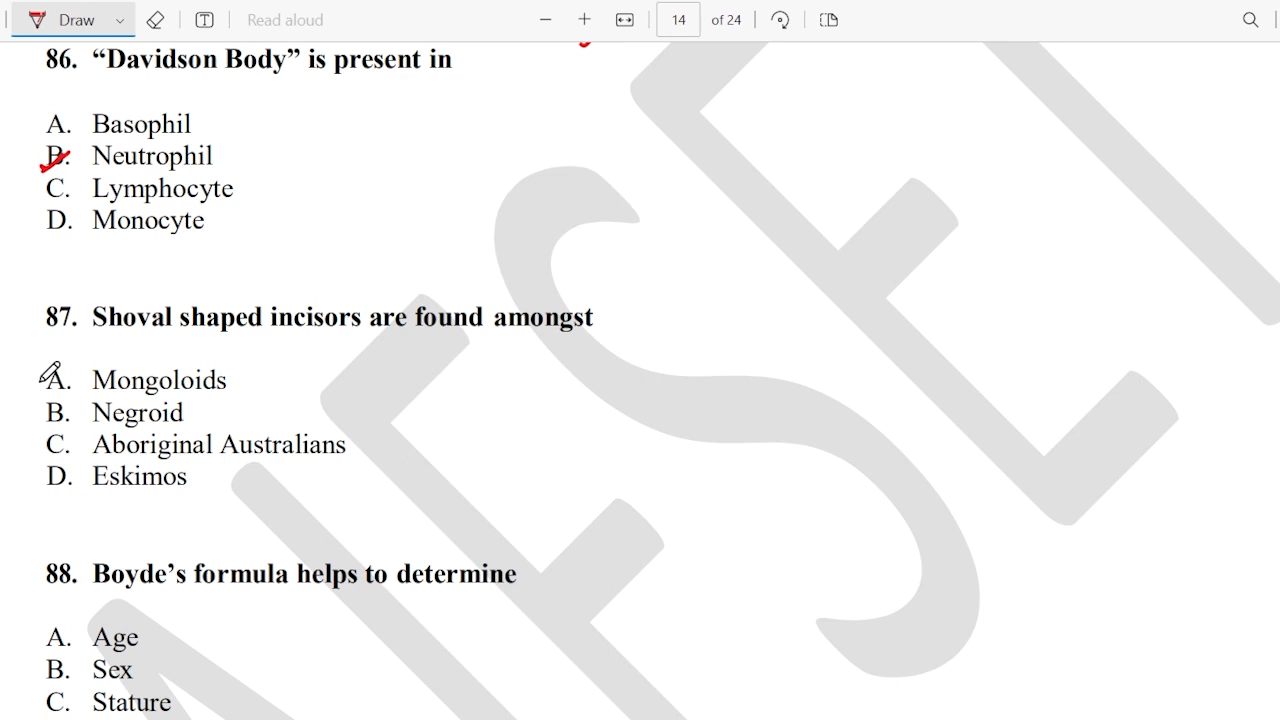 Draw
Read aloud
14
of 24
86. “Davidson Body” is present in
A. Basophil
B. Neutrophil
C. Lymphocyte
D. Monocyte
87. Shoval shaped incisors are found amongst
A. Mongoloids
B. Negroid
C. Aboriginal Australians
D. Eskimos
88. Boyde’s formula helps to determine
A. Age
B. Sex
C. Stature